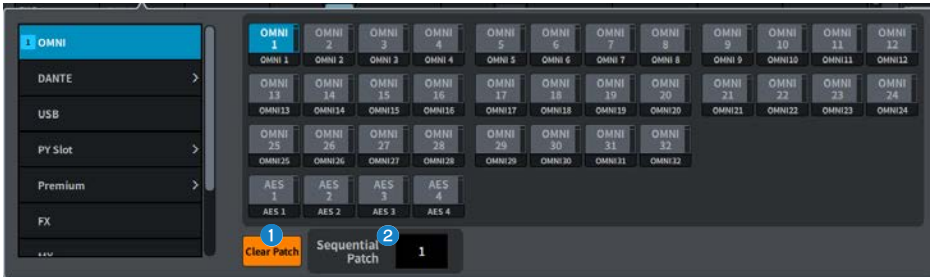 1 OMNI
DANTE >
USB
PY Slot >
Premium >
FX
OMNI 1 OMNI 2 OMNI 3 OMNI 4 OMNI 5 OMNI 6 OMNI 7 OMNI 8 OMNI 9 OMNI 10 OMNI 11 OMNI 12
OMNI 1 OMNI 2 OMNI 3 OMNI 4 OMNI 5 OMNI 6 OMNI 7 OMNI 8 OMNI 9 OMNI10 OMNI11 OMNI12
OMNI 13 OMNI 14 OMNI 15 OMNI 16 OMNI 17 OMNI 18 OMNI 19 OMNI 20 OMNI 21 OMNI 22 OMNI 23 OMNI 24
OMNI13 OMNI14 OMNI15 OMNI16 OMNI17 OMNI18 OMNI19 OMNI20 OMNI21 OMNI22 OMNI23 OMNI24
OMNI 25 OMNI 26 OMNI 27 OMNI 28 OMNI 29 OMNI 30 OMNI 31 OMNI 32
OMNI25 OMNI26 OMNI27 OMNI28 OMNI29 OMNI30 OMNI31 OMNI32
AES 1 AES 2 AES 3 AES 4
AES 1 AES 2 AES 3 AES 4
1
Clear Patch
2
Sequential
Patch
1